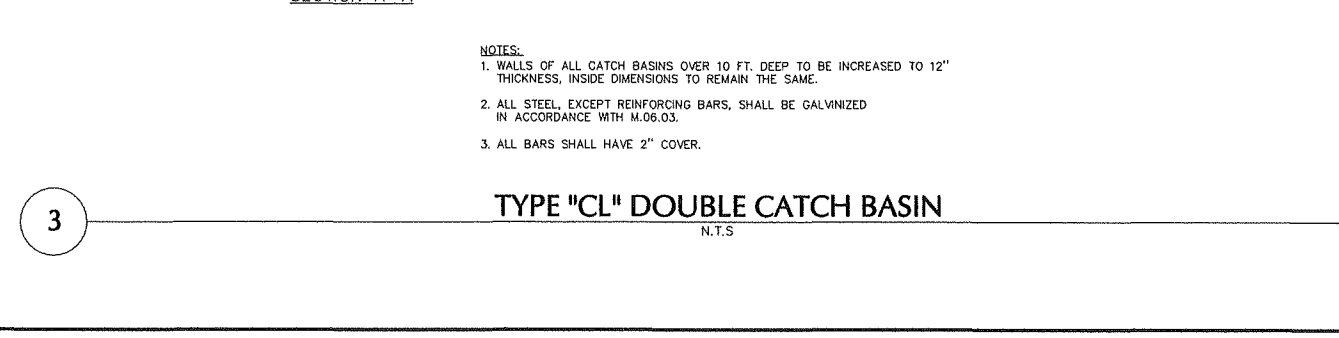 NOTES:
1. WALLS OF ALL CATCH BASINS OVER 10 FT. DEEP TO BE INCREASED TO 12"
THICKNESS, INSIDE DIMENSIONS TO REMAIN THE SAME.
2. ALL STEEL, EXCEPT REINFORCING BARS, SHALL BE GALVINIZED
IN ACCORDANCE WITH M.06.03.
3. ALL BARS SHALL HAVE 2" COVER.
3
TYPE "CL" DOUBLE CATCH BASIN
N.T.S